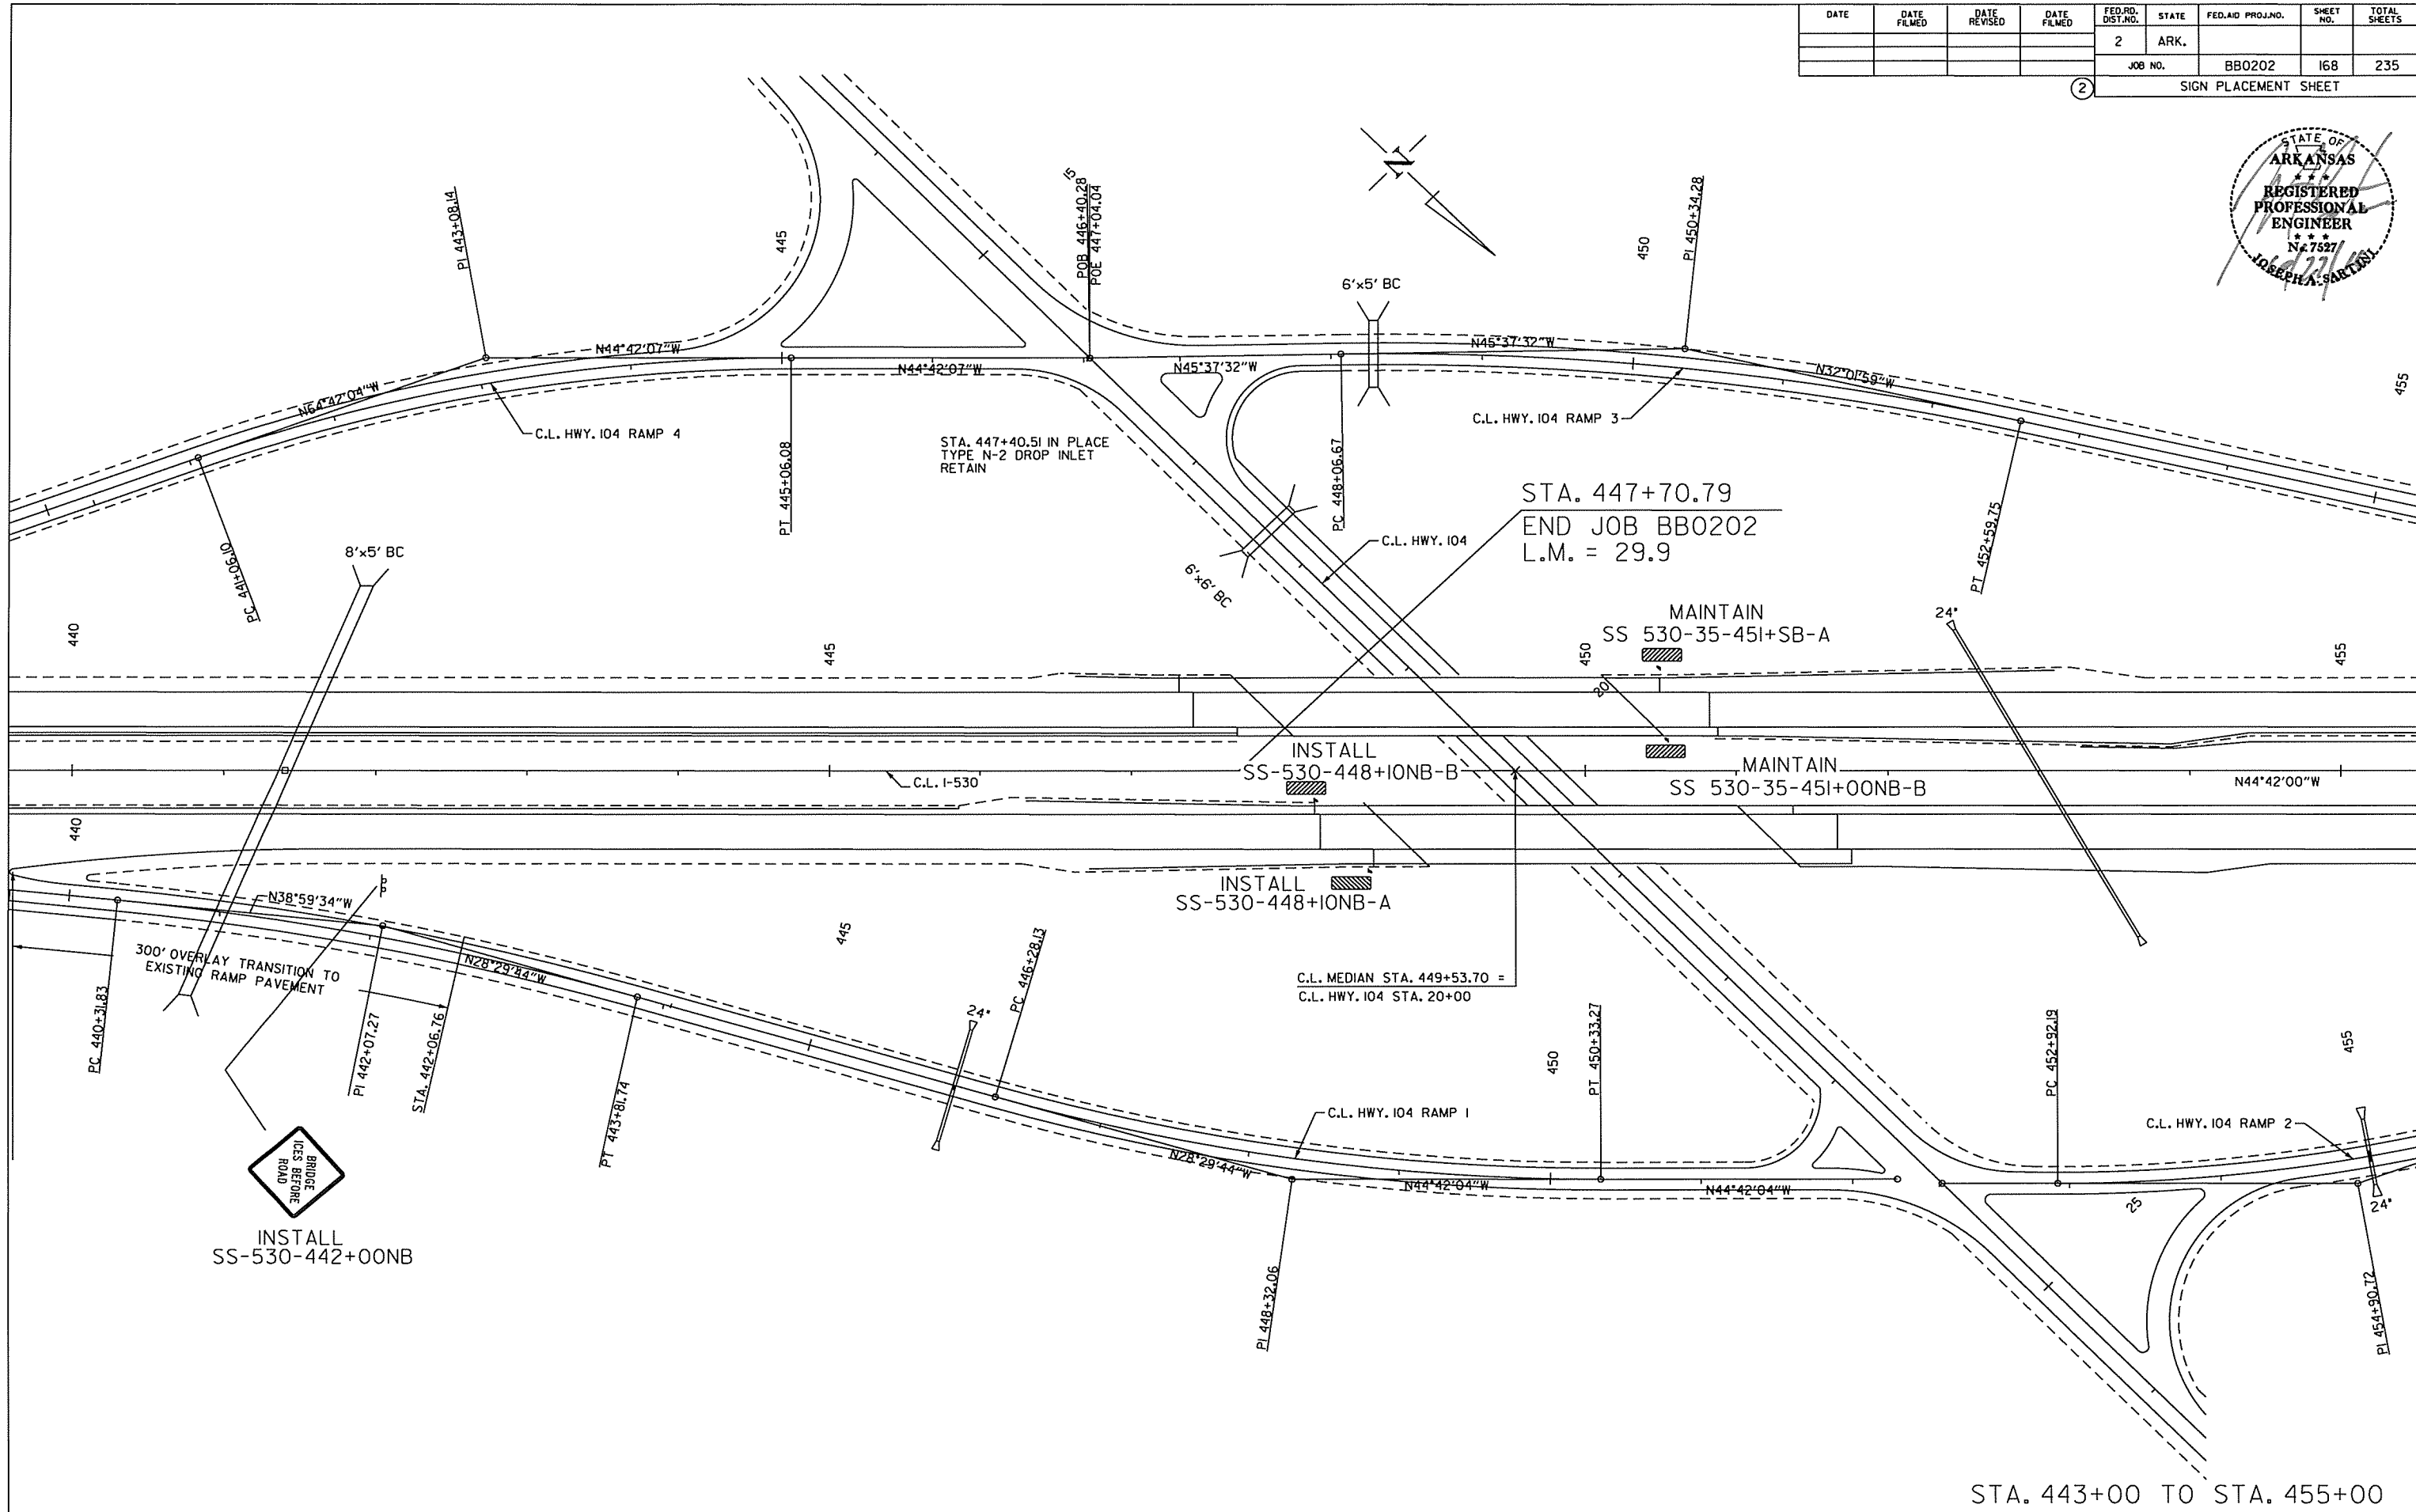 DATE
DATE FILMED
DATE REVISED
DATE FILMED
FED.RD. DIST.NO.
STATE
FED.AID PROJ.NO.
SHEET NO.
TOTAL SHEETS
2
ARK.
JOB NO.
BB0202
168
235
2
SIGN PLACEMENT SHEET
STATE OF
ARKANSAS
REGISTERED
PROFESSIONAL
ENGINEER
No. 7527
JOSEPH A. SARTINI
PI 443+08.14
445
15
POB 446+40.28
POE 447+04.04
N
6'x5' BC
450
PI 450+34.28
455
N64°42'04"W
N44°42'07"W
N44°42'07"W
N45°37'32"W
N45°37'32"W
N32°01'59"W
C.L. HWY. 104 RAMP 4
C.L. HWY. 104 RAMP 3
STA. 447+40.51 IN PLACE
TYPE N-2 DROP INLET
RETAIN
PC 441+06.10
PT 445+06.08
PC 448+06.67
PT 452+59.75
8'x5' BC
6'x6' BC
C.L. HWY. 104
STA. 447+70.79
END JOB BB0202
L.M. = 29.9
440
445
450
455
MAINTAIN
SS 530-35-451+SB-A
24"
20
INSTALL
SS-530-448+10NB-B
C.L. I-530
MAINTAIN
SS 530-35-451+00NB-B
N44°42'00"W
440
INSTALL
SS-530-448+10NB-A
N38°59'34"W
300' OVERLAY TRANSITION TO
EXISTING RAMP PAVEMENT
N28°29'44"W
445
PC 440+31.83
PI 442+07.27
STA. 442+06.76
PT 443+81.74
24"
PC 446+28.13
C.L. MEDIAN STA. 449+53.70 =
C.L. HWY. 104 STA. 20+00
450
PT 450+33.27
PC 452+92.19
455
C.L. HWY. 104 RAMP 1
C.L. HWY. 104 RAMP 2
N28°29'44"W
N44°42'04"W
N44°42'04"W
25
24"
PI 448+32.06
PI 454+90.72
BRIDGE
ICES BEFORE
ROAD
INSTALL
SS-530-442+00NB
STA. 443+00 TO STA. 455+00